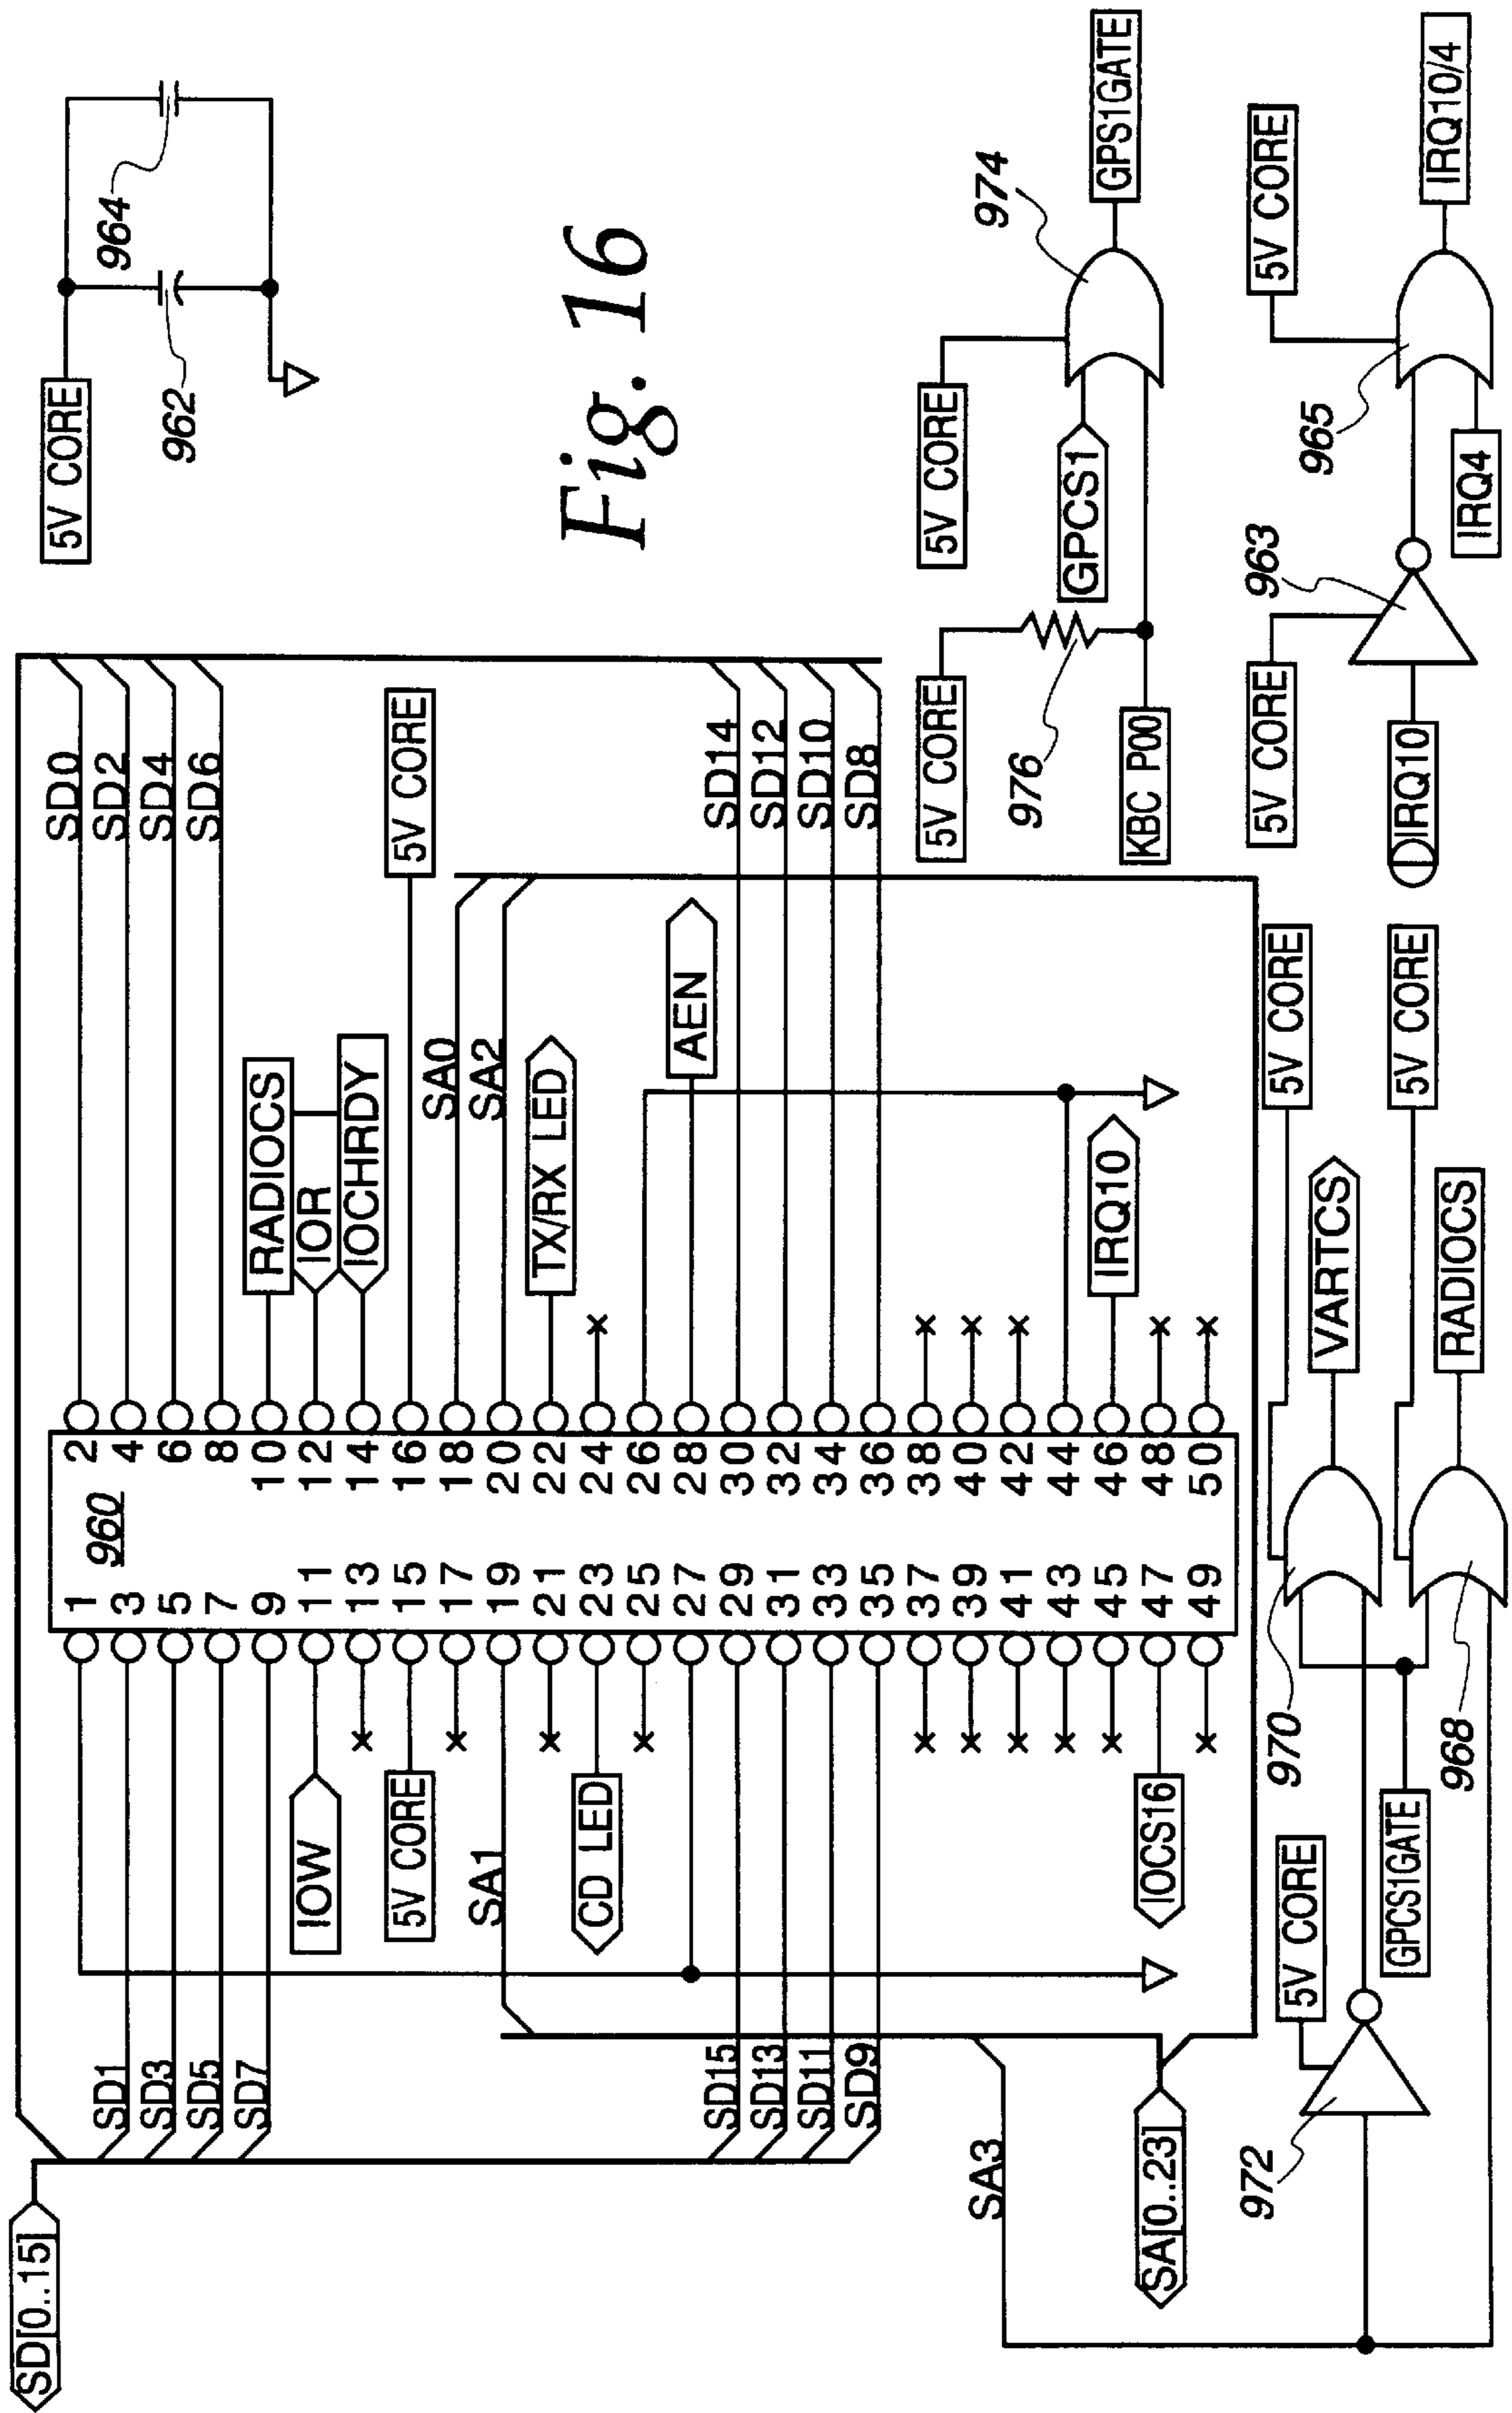 SD[0..15]
SD1
SD3
SD5
SD7
SD15
SD13
SD11
SD9
SA3
SA[0..23]
IOW
5V CORE
SA1
CD LED
IOCS16
960
1 2
3 4
5 6
7 8
9 10
11 12
13 14
15 16
17 18
19 20
21 22
23 24
25 26
27 28
29 30
31 32
33 34
35 36
37 38
39 40
41 42
43 44
45 46
47 48
49 50
SD0
SD2
SD4
SD6
RADIOCS
IOR
IOCHRDY
5V CORE
SA0
SA2
TX/RX LED
AEN
SD14
SD12
SD10
SD8
IRQ10
5V CORE
962
964
Fig. 16
5V CORE
976
KBC P00
5V CORE
GPCS1
974
GPS1GATE
972
5V CORE
GPCS1GATE
970
968
5V CORE
VARTCS
5V CORE
RADIOCS
IRQ10
5V CORE
963
IRQ4
965
5V CORE
IRQ10/4